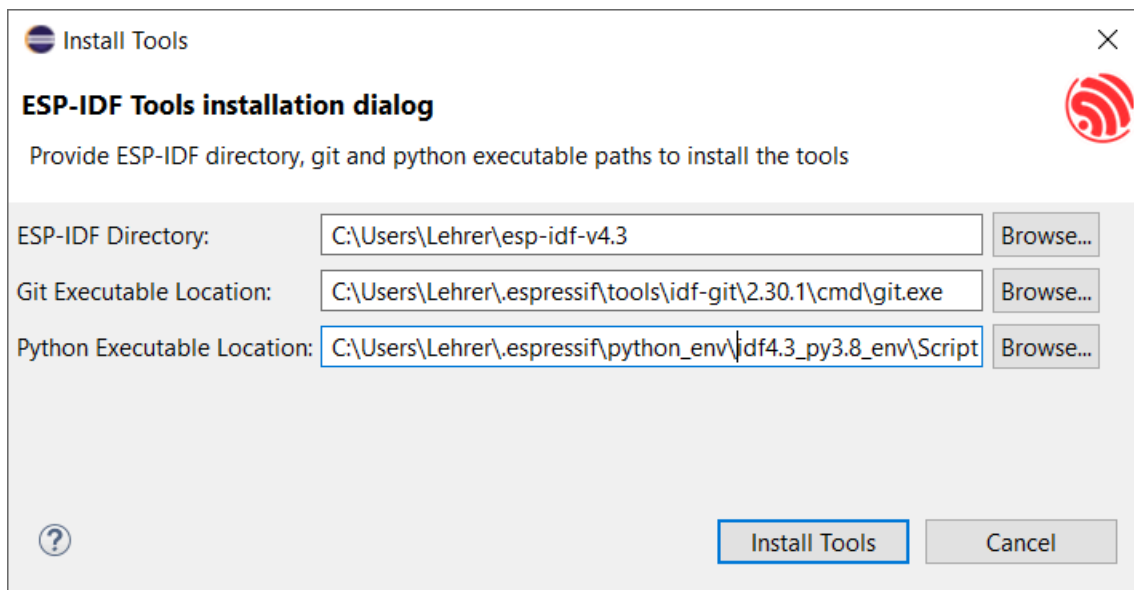 Install Tools
ESP-IDF Tools installation dialog
Provide ESP-IDF directory, git and python executable paths to install the tools
ESP-IDF Directory: C:\Users\Lehrer\esp-idf-v4.3 Browse...
Git Executable Location: C:\Users\Lehrer\.espressif\tools\idf-git\2.30.1\cmd\git.exe Browse...
Python Executable Location: C:\Users\Lehrer\.espressif\python_env\idf4.3_py3.8_env\Script Browse...
? Install Tools Cancel